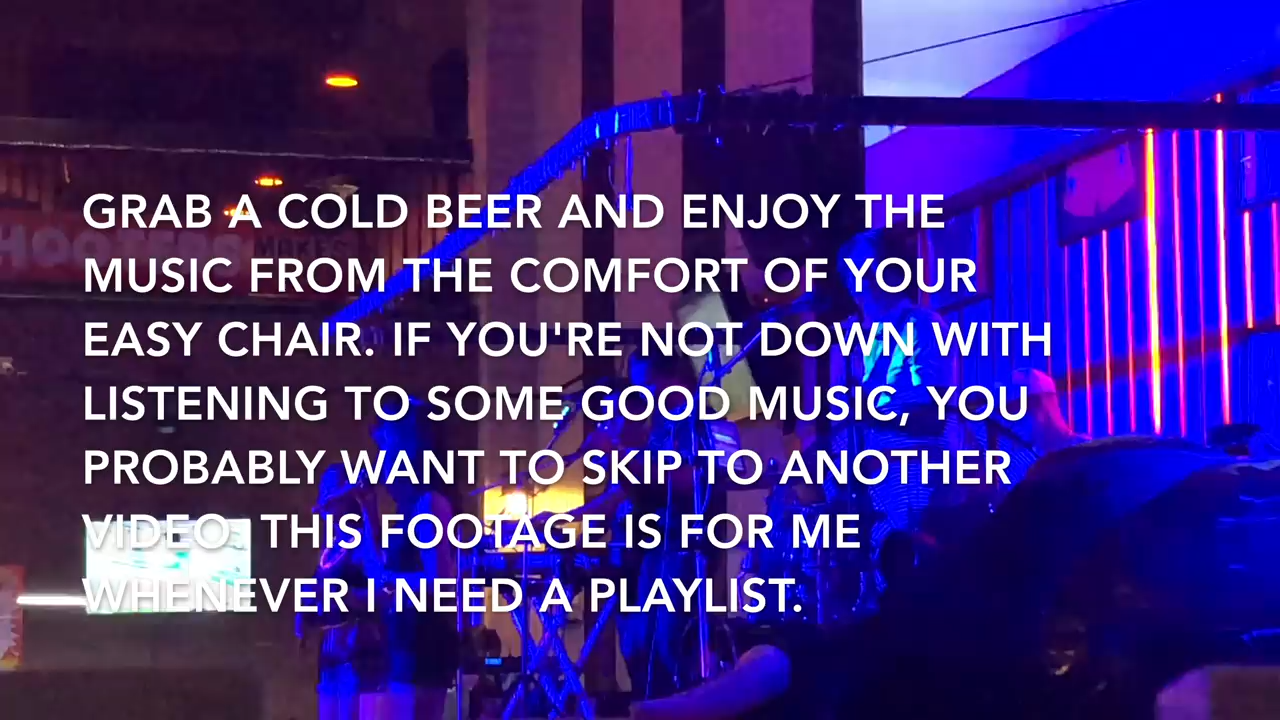 GRAB A COLD BEER AND ENJOY THE
MUSIC FROM THE COMFORT OF YOUR
EASY CHAIR. IF YOU'RE NOT DOWN WITH
LISTENING TO SOME GOOD MUSIC, YOU
PROBABLY WANT TO SKIP TO ANOTHER
VIDEO. THIS FOOTAGE IS FOR ME
WHENEVER I NEED A PLAYLIST.
HOOTERS MAKES